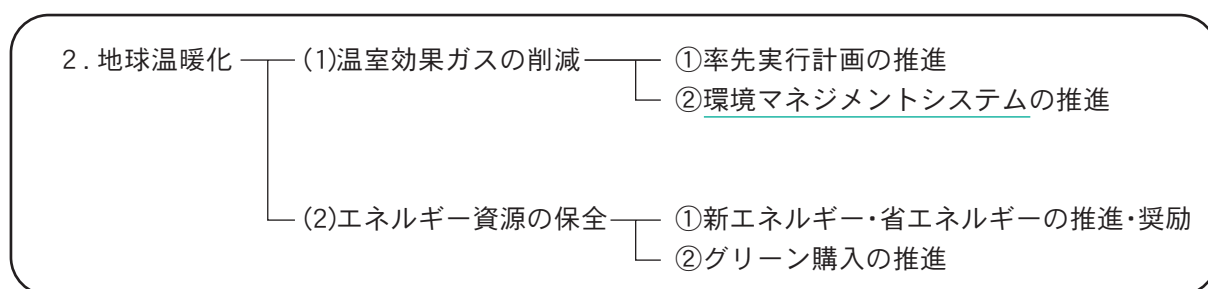 2.地球温暖化 (1)温室効果ガスの削減 ①率先実行計画の推進
②環境マネジメントシステムの推進
(2)エネルギー資源の保全 ①新エネルギー・省エネルギーの推進・奨励
②グリーン購入の推進